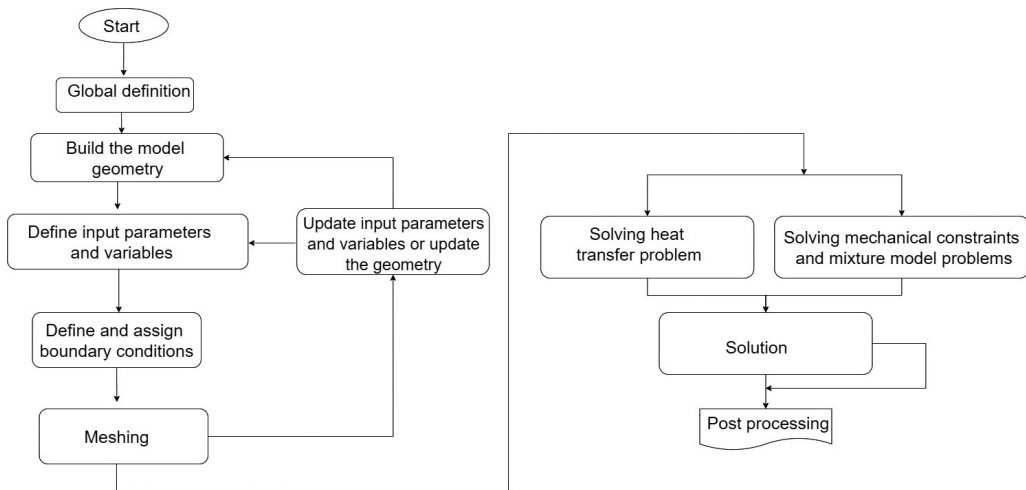 Start
Global definition
Build the model
geometry
Define input parameters
and variables
Update input parameters
and variables or update
the geometry
Define and assign
boundary conditions
Meshing
Solving heat
transfer problem
Solving mechanical constraints
and mixture model problems
Solution
Post processing